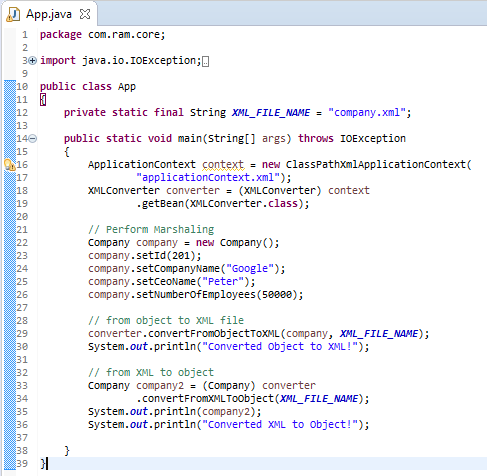 App.java
1 package com.ram.core;
2
3 import java.io.IOException;
9
10 public class App
11 {
12     private static final String XML_FILE_NAME = "company.xml";
13
14     public static void main(String[] args) throws IOException
15     {
16         ApplicationContext context = new ClassPathXmlApplicationContext(
17                 "applicationContext.xml");
18         XMLConverter converter = (XMLConverter) context
19                 .getBean(XMLConverter.class);
20
21         // Perform Marshaling
22         Company company = new Company();
23         company.setId(201);
24         company.setCompanyName("Google");
25         company.setCeoName("Peter");
26         company.setNumberOfEmployees(50000);
27
28         // from object to XML file
29         converter.convertFromObjectToXML(company, XML_FILE_NAME);
30         System.out.println("Converted Object to XML!");
31
32         // from XML to object
33         Company company2 = (Company) converter
34                 .convertFromXMLToObject(XML_FILE_NAME);
35         System.out.println(company2);
36         System.out.println("Converted XML to Object!");
37
38     }
39 }